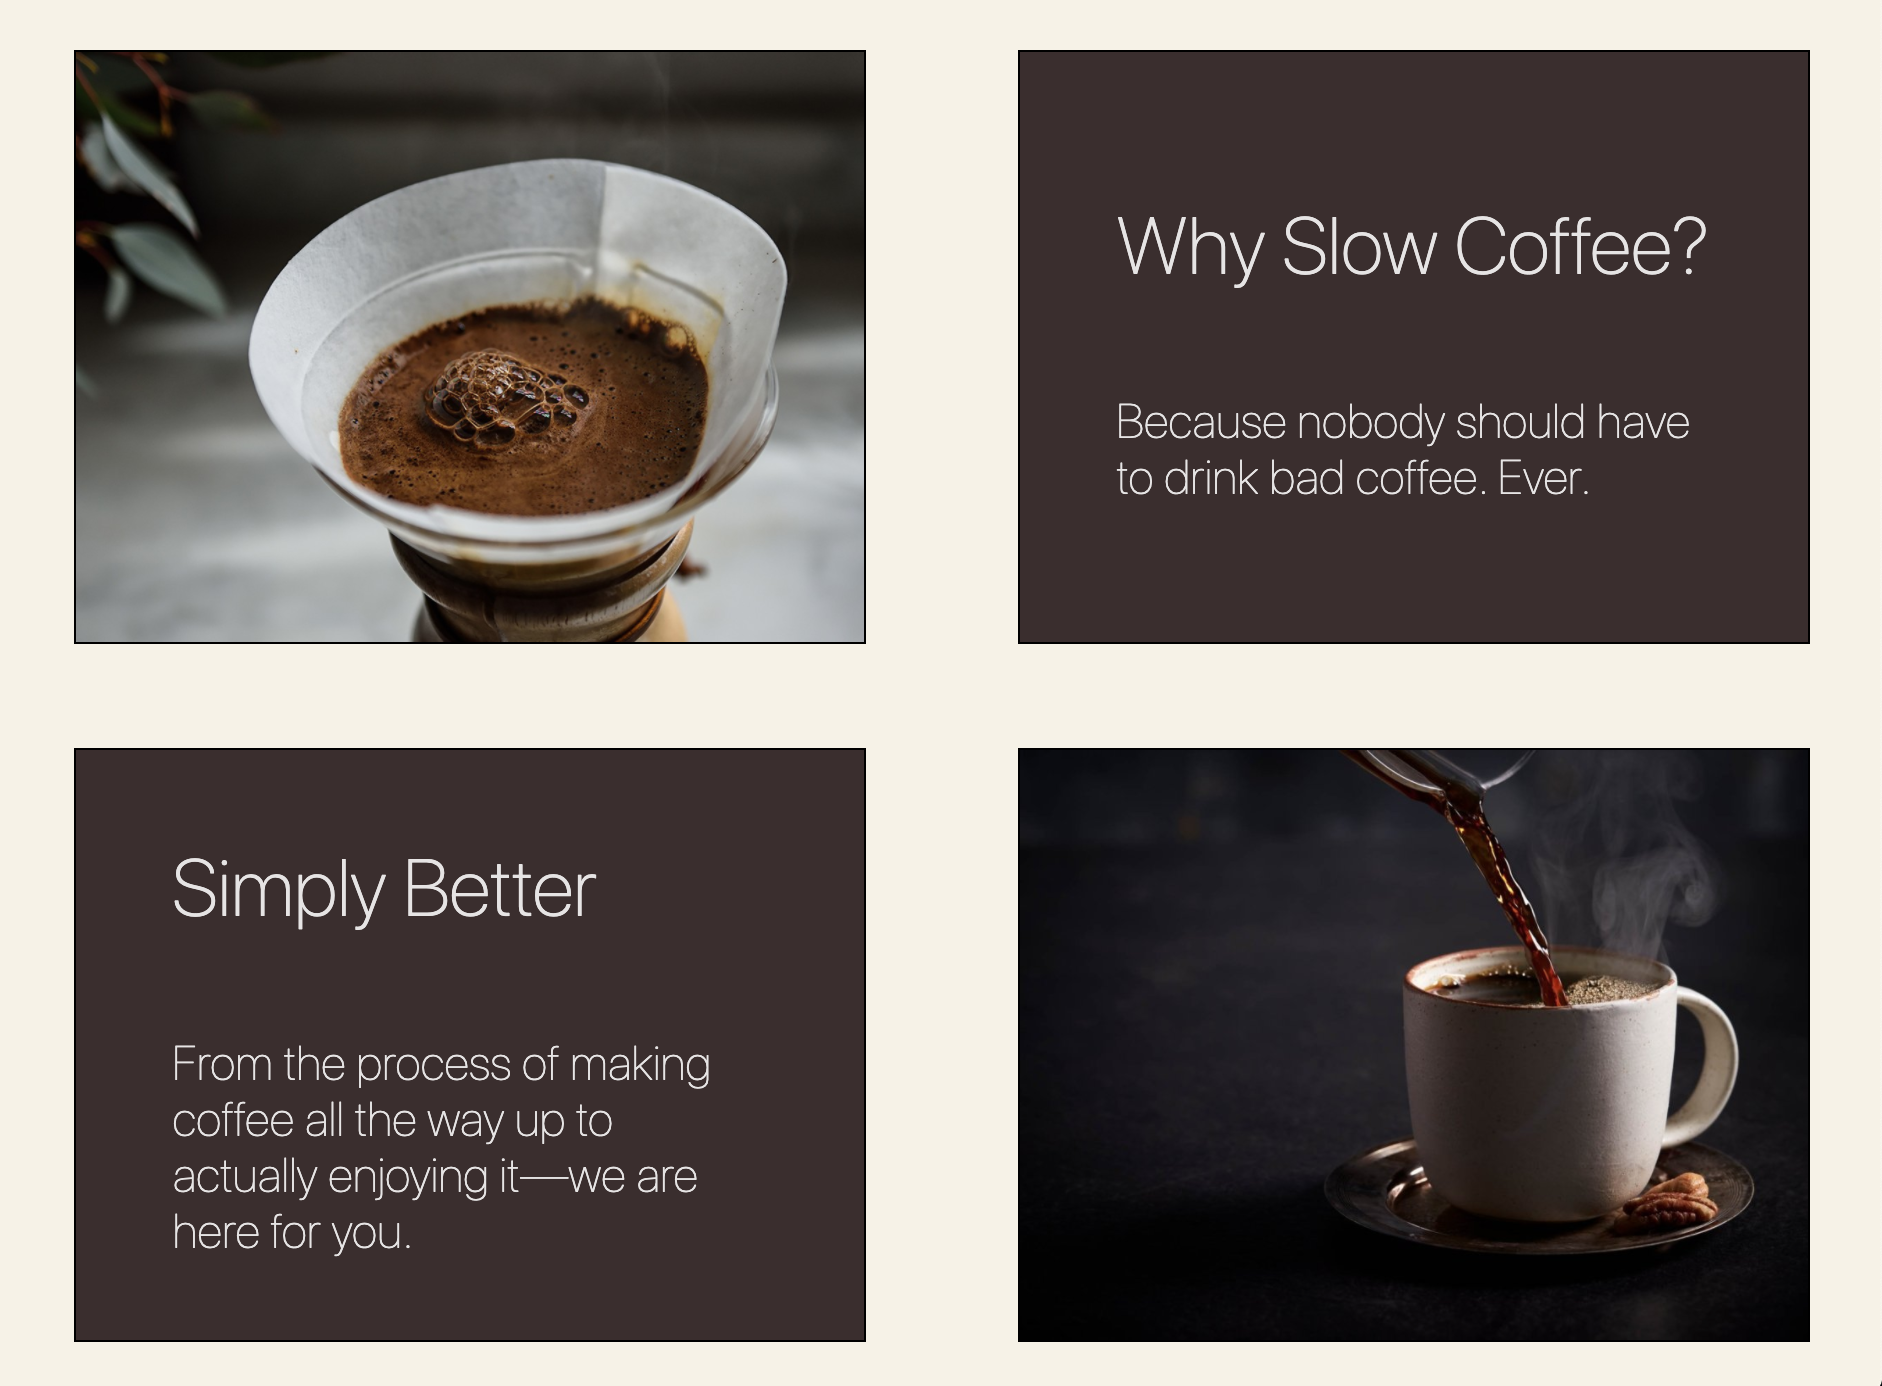 Why Slow Coffee?
Because nobody should have
to drink bad coffee. Ever.
Simply Better
From the process of making
coffee all the way up to
actually enjoying it—we are
here for you.